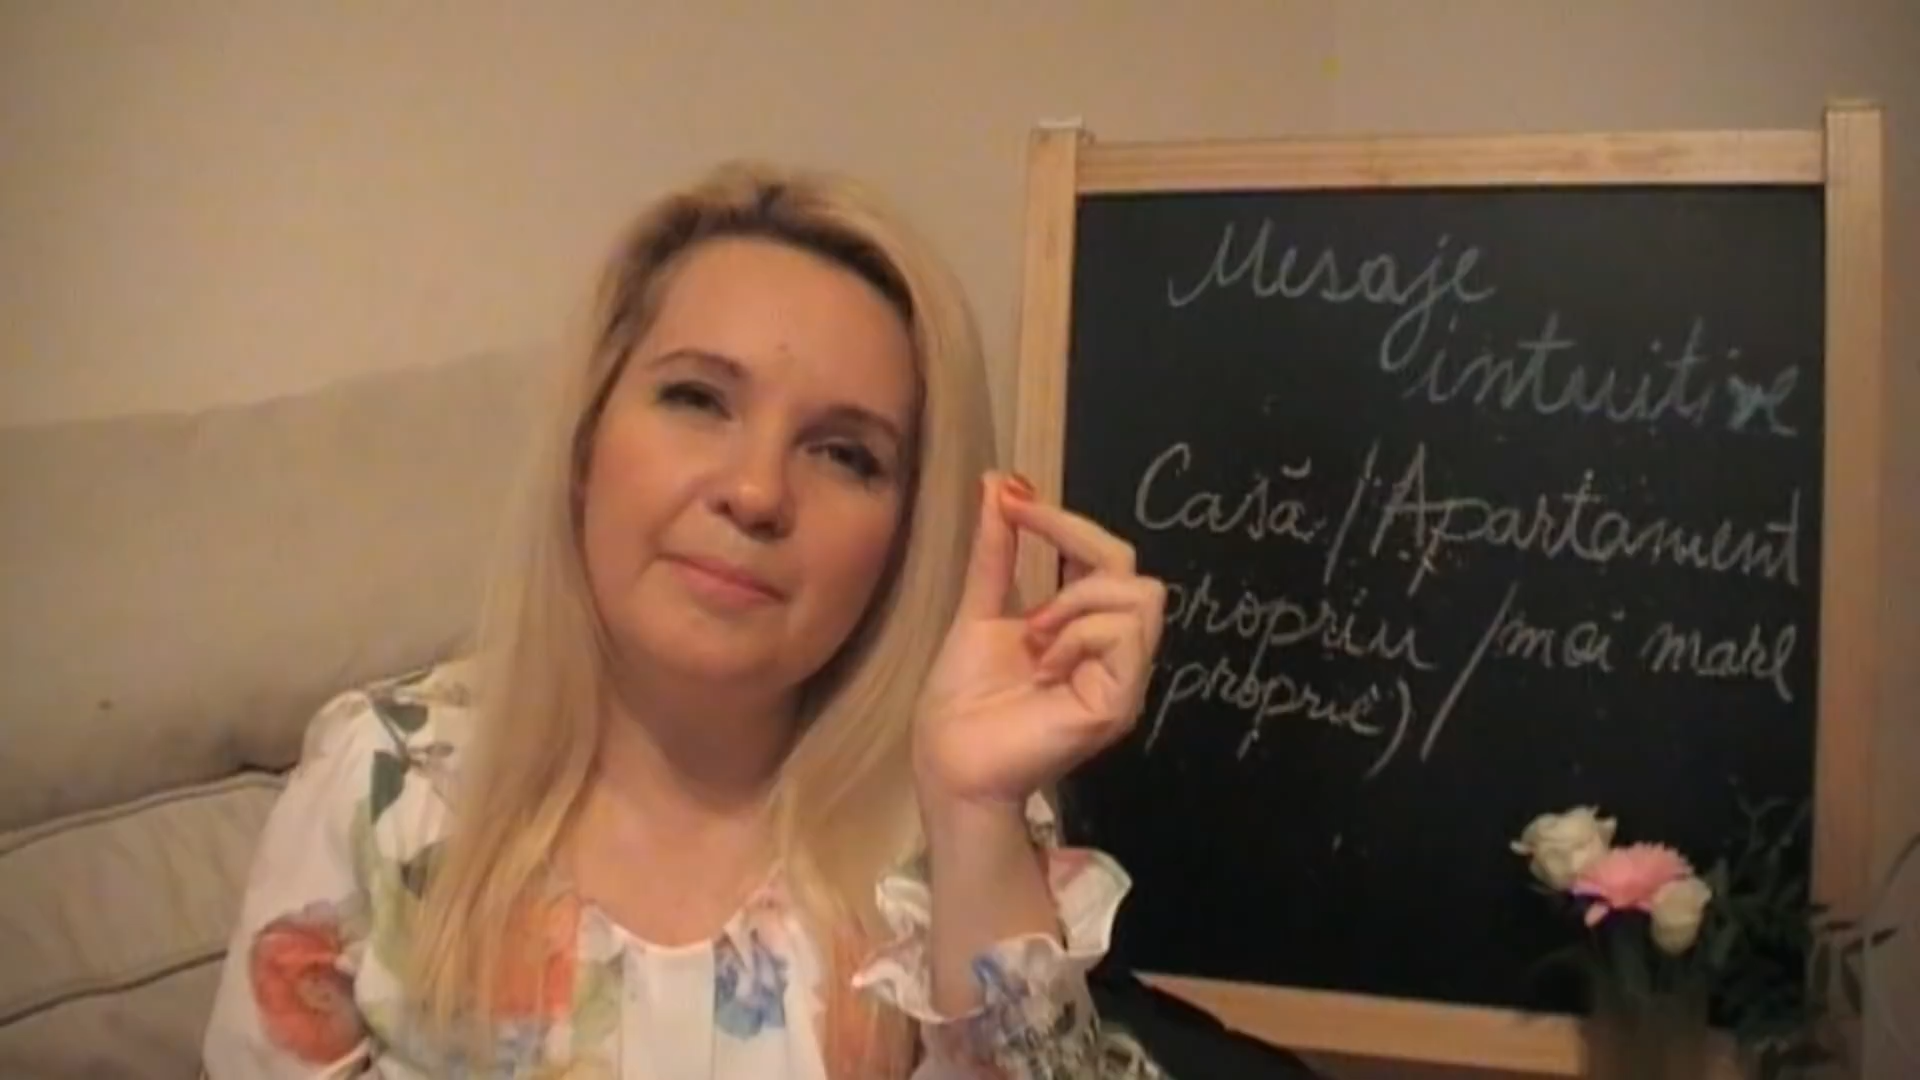 Mesaje
intuitive
Casă/Apartament
propriu/mai mare
proprie)/